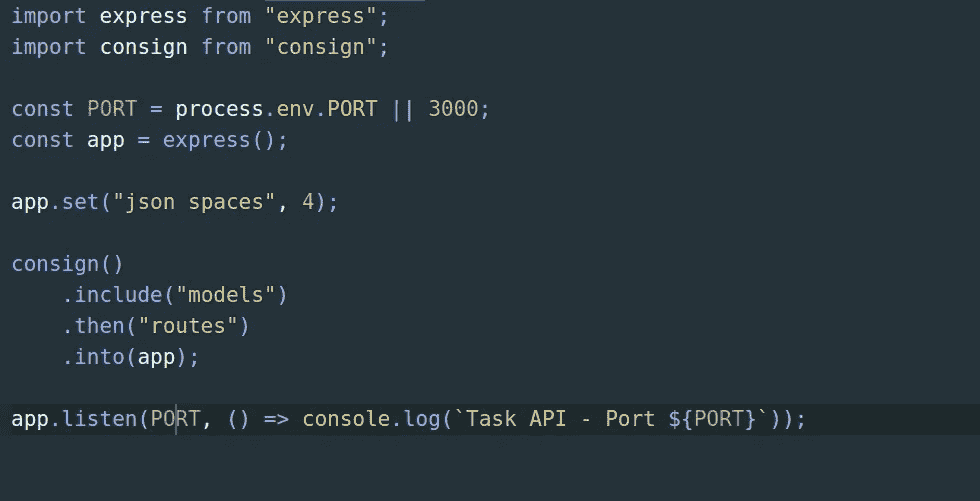 import express from "express";
import consign from "consign";
const PORT = process.env.PORT || 3000;
const app = express();
app.set("json spaces", 4);
consign()
.include("models")
.then("routes")
.into(app);
app.listen(PORT, () => console.log(`Task API - Port ${PORT}`));